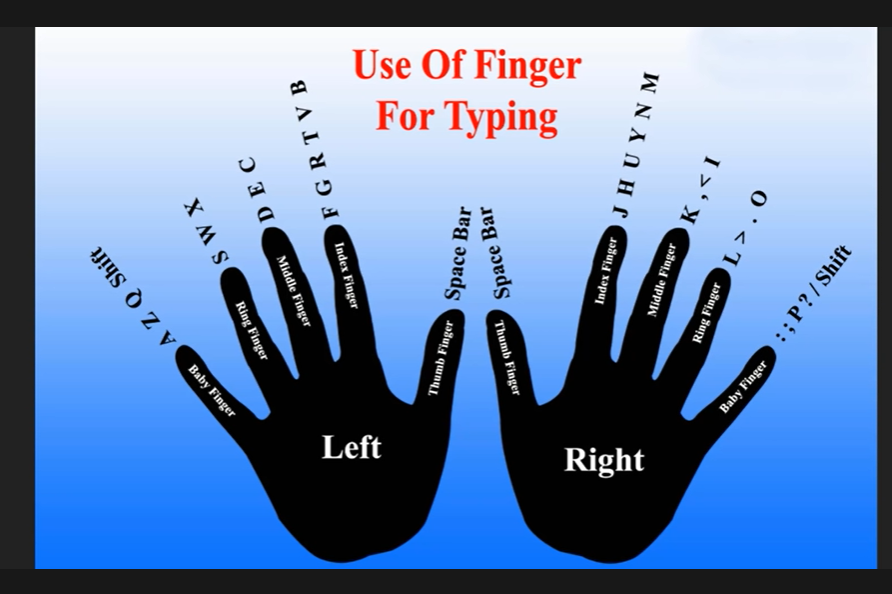 Use Of Finger
For Typing
A Z Q Shift
S W X
D E C
F G R T V B
Space Bar
Space Bar
J H U Y N M
K , < I
L > . O
: ; P ? / Shift
Baby Finger
Ring Finger
Middle Finger
Index Finger
Thumb Finger
Thumb Finger
Index Finger
Middle Finger
Ring Finger
Baby Finger
Left
Right